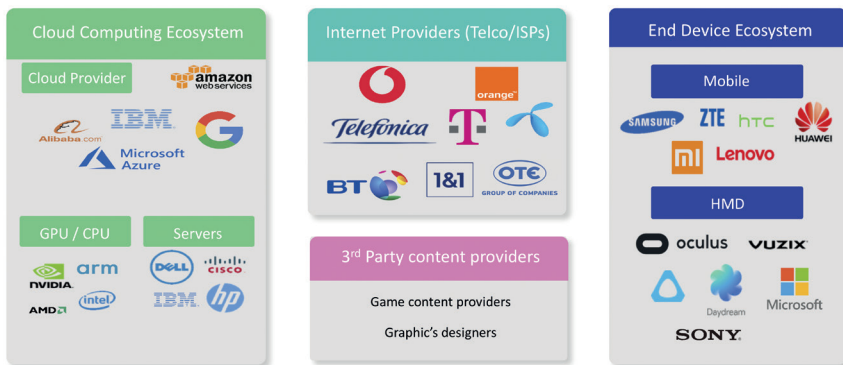 Cloud Computing Ecosystem
Cloud Provider
amazon
webservices
IBM
Alibaba.com
Microsoft
Azure
GPU / CPU
Servers
NVIDIA
arm
AMD
intel
DELL
CISCO
IBM
hp
Internet Providers (Telco/ISPs)
orange™
Telefónica
T
BT
1&1
OTE
GROUP OF COMPANIES
3rd Party content providers
Game content providers
Graphic's designers
End Device Ecosystem
Mobile
SAMSUNG
ZTE
hTC
HUAWEI
mi
Lenovo
HMD
oculus
VUZIX
Daydream
Microsoft
SONY